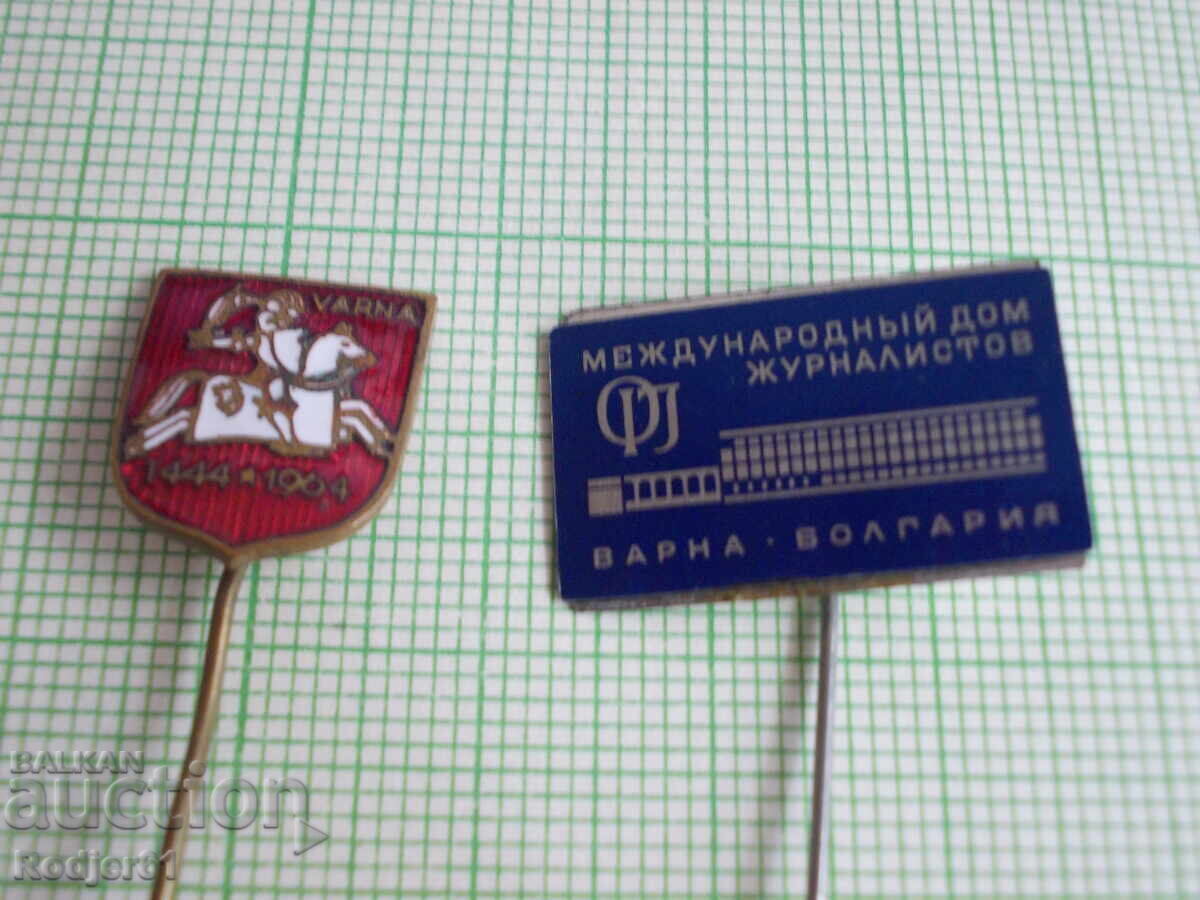 VARNA
1444 ★ 1964
МЕЖДУНАРОДНЫЙ ДОМ
ЖУРНАЛИСТОВ
ВАРНА · БОЛГАРИЯ
BALKAN
auction
Rodjer61